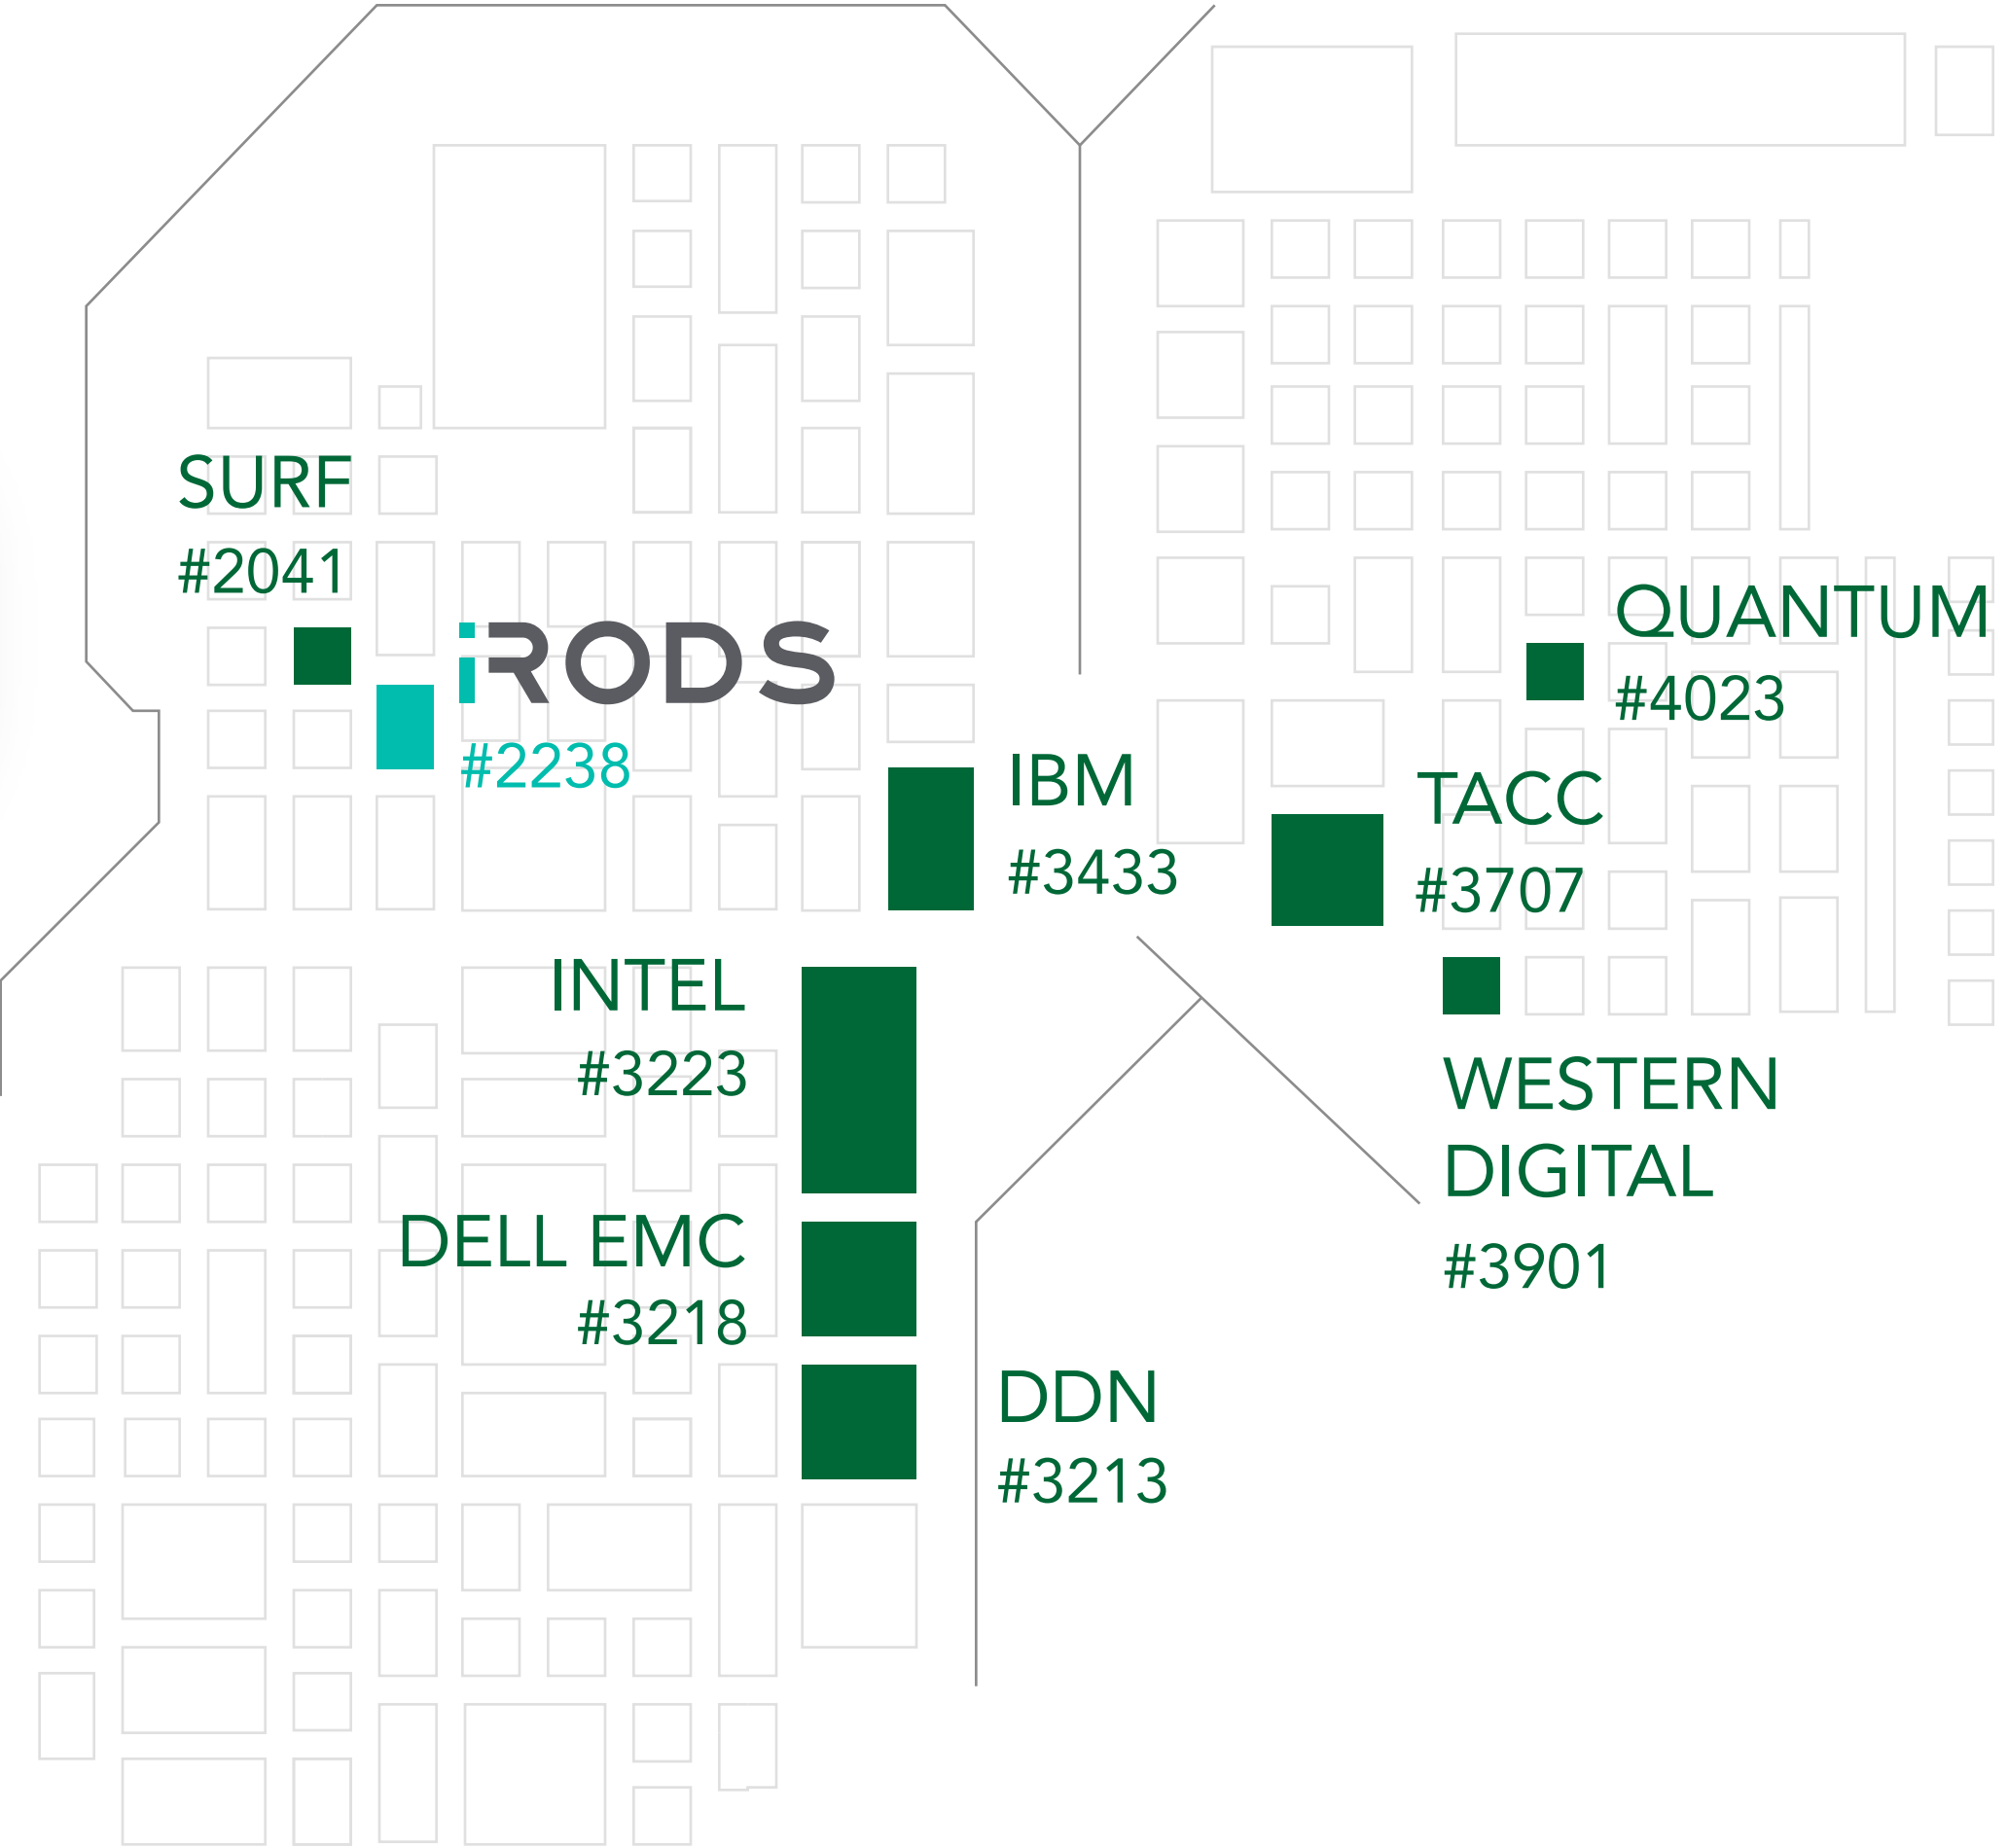 SURF
#2041
iRODS
#2238
IBM
#3433
QUANTUM
#4023
TACC
#3707
INTEL
#3223
WESTERN
DIGITAL
#3901
DELL EMC
#3218
DDN
#3213